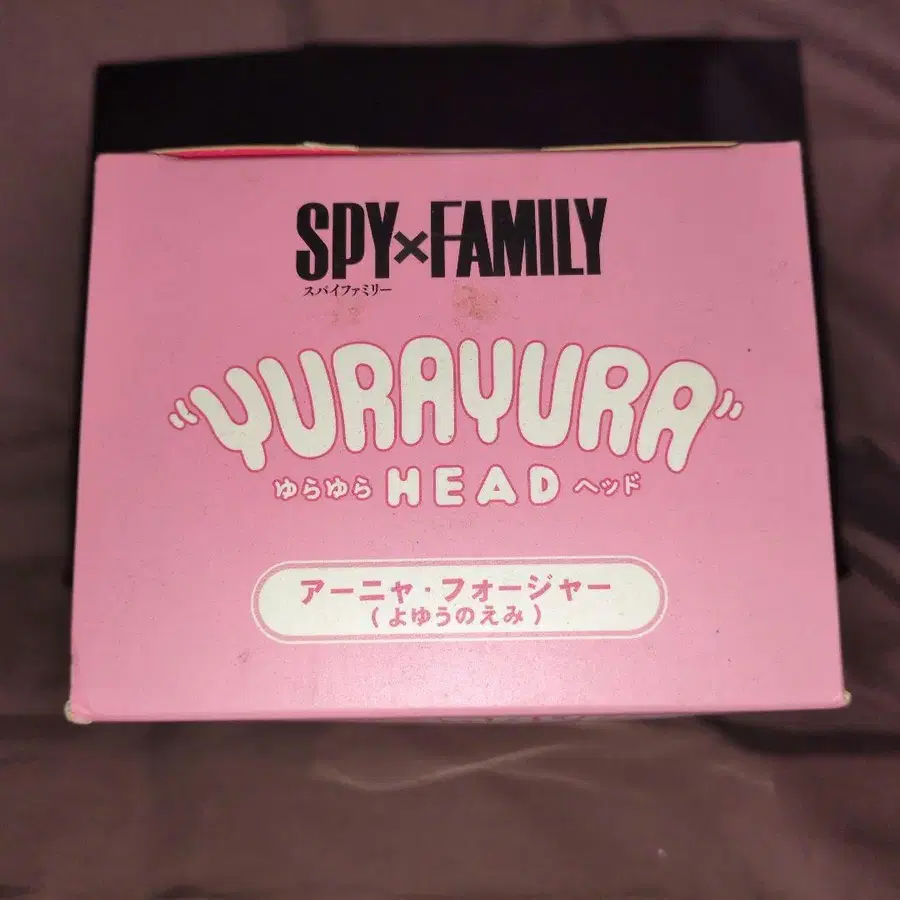 SPY×FAMILY
スパイファミリー
"YURAYURA"
ゆらゆら HEAD ヘッド
アーニャ・フォージャー
(よゆうのえみ)